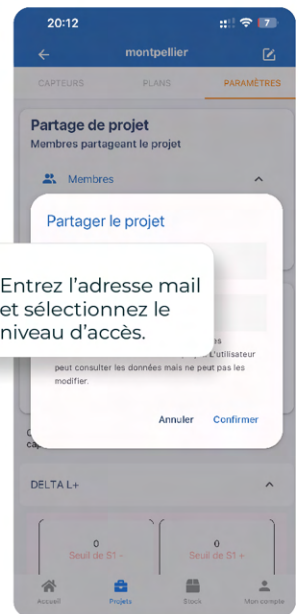 20:12
7
montpellier
CAPTEURS PLANS PARAMÈTRES
Partage de projet
Membres partageant le projet
Membres
Partager le projet
Entrez l’adresse mail
et sélectionnez le
niveau d’accès.
L'utilisateur
peut consulter les données mais ne peut pas les
modifier.
Annuler Confirmer
DELTA L+
0 0
Seuil de S1 - Seuil de S1 +
Accueil Projets Stock Mon compte